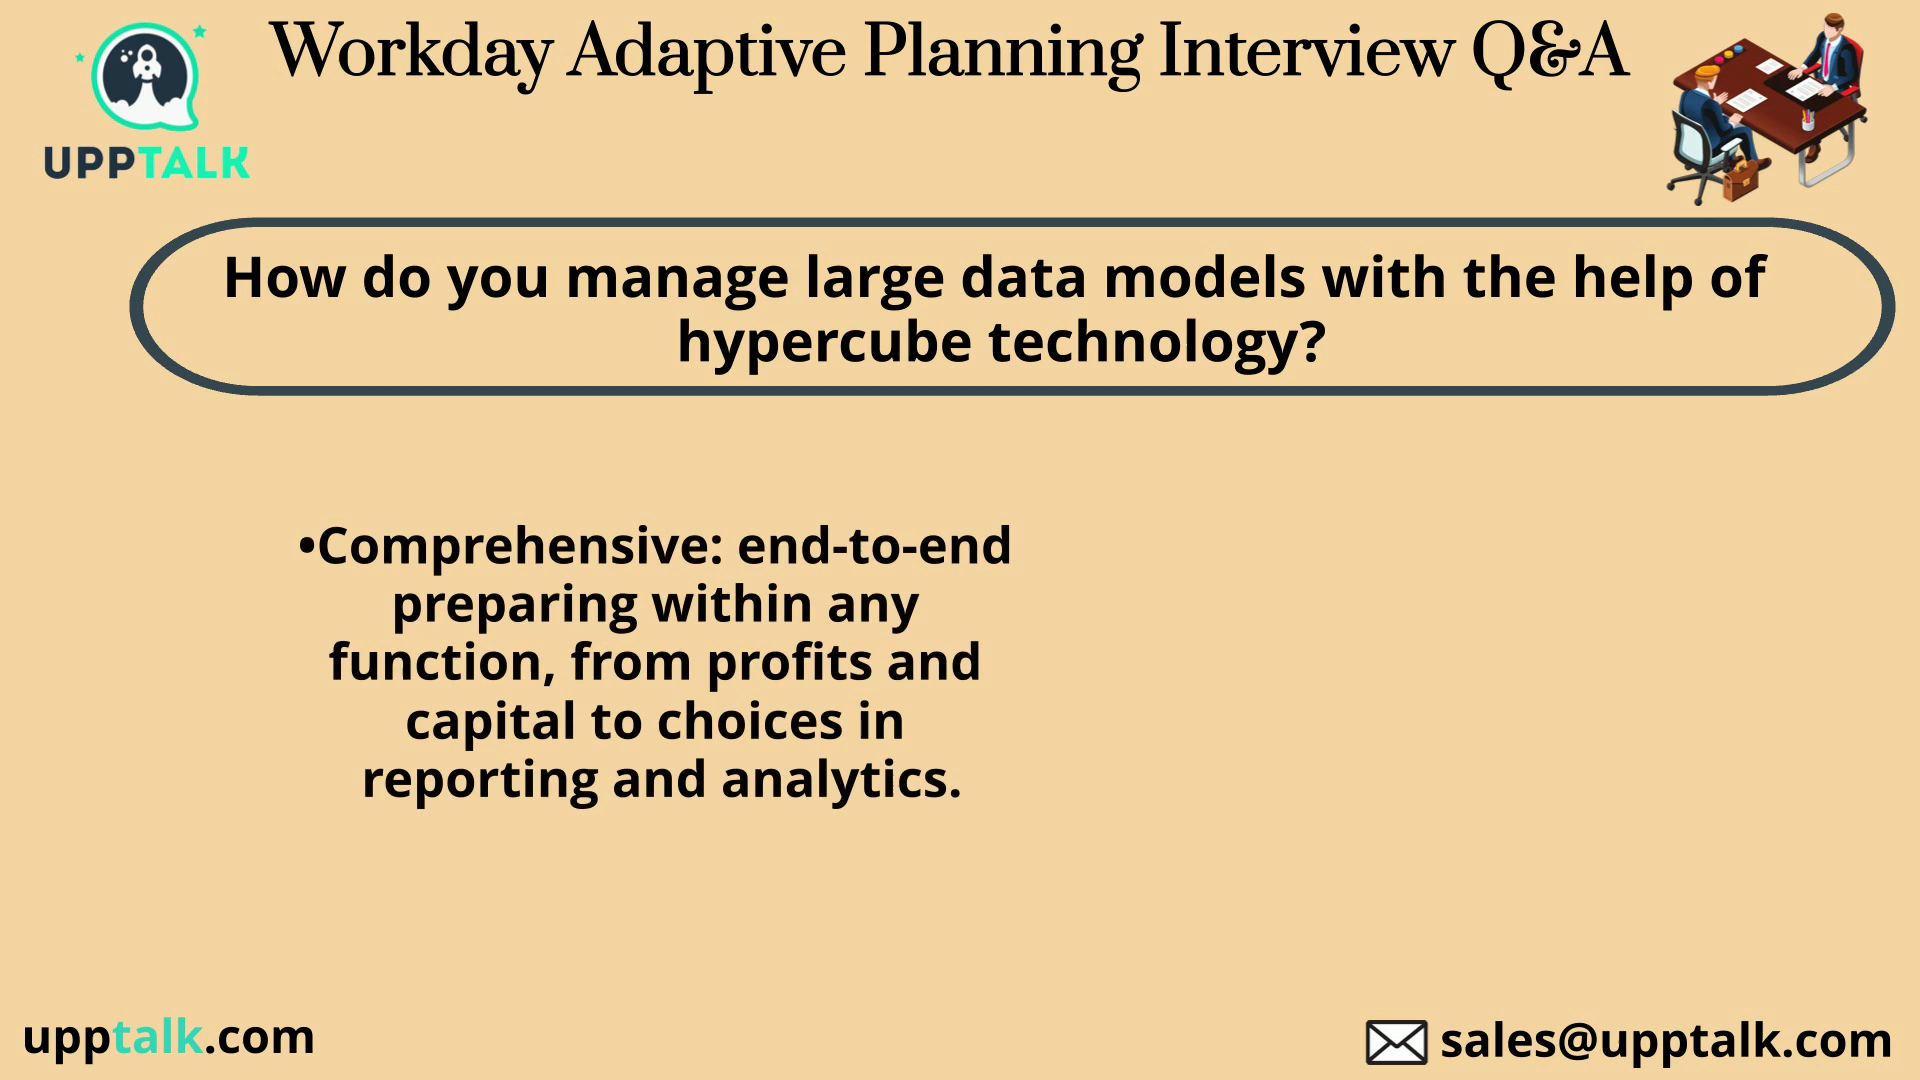 Workday Adaptive Planning Interview Q&A
UPPTALK
How do you manage large data models with the help of
hypercube technology?
•Comprehensive: end-to-end
preparing within any
function, from profits and
capital to choices in
reporting and analytics.
upptalk.com
sales@upptalk.com